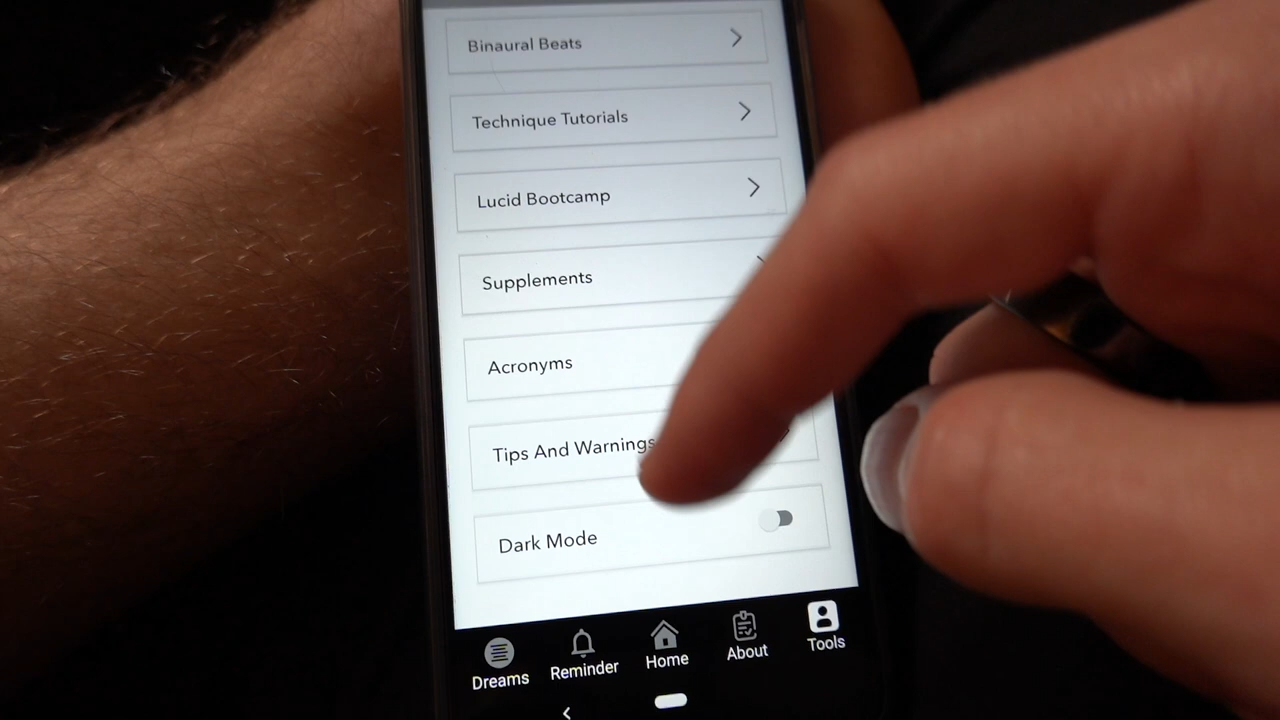 Binaural Beats
Technique Tutorials
Lucid Bootcamp
Supplements
Acronyms
Tips And Warnings
Dark Mode
Dreams
Reminder
Home
About
Tools